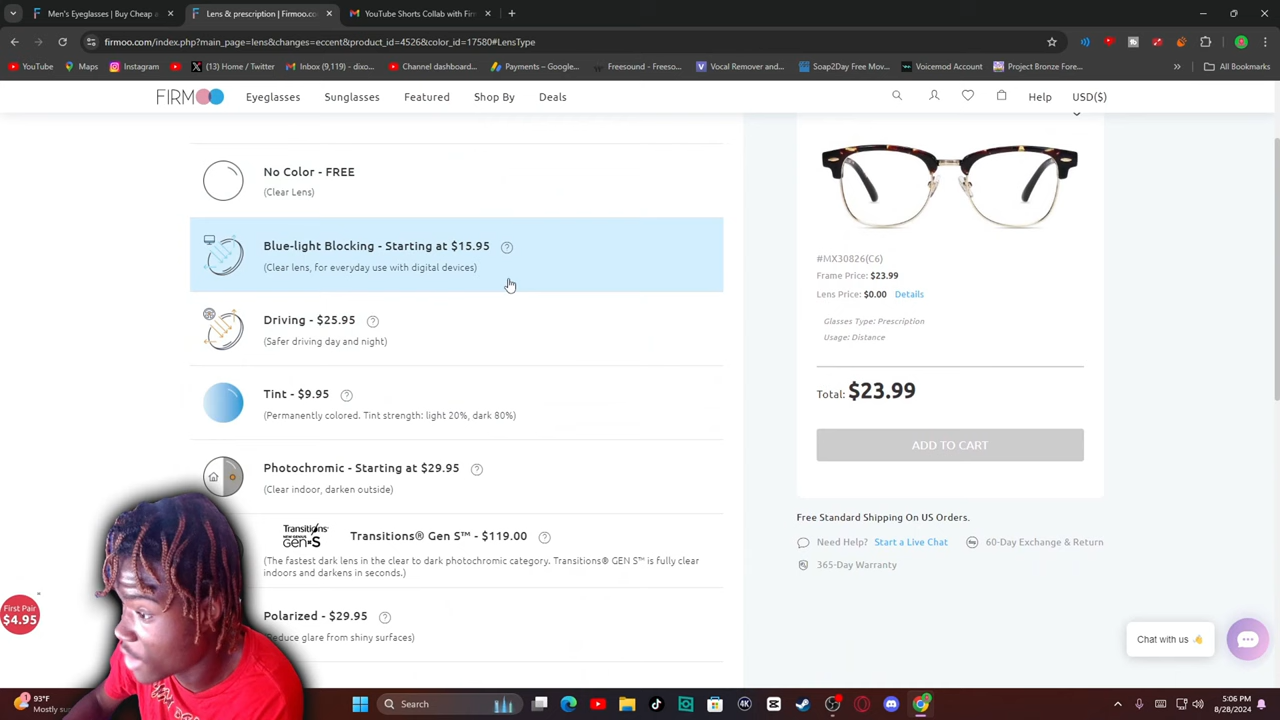 Men's Eyeglasses | Buy Cheap a
Lens & prescription | Firmoo.co
YouTube Shorts Collab with Firm
firmoo.com/index.php?main_page=lens&changes=eccent&product_id=4526&color_id=17580#LensType
YouTube
Maps
Instagram
(13) Home / Twitter
Inbox (9,119) - dixo...
Channel dashboard...
Payments – Google...
Freesound - Freeso...
Vocal Remover and...
Soap2Day Free Mov...
Voicemod Account
Project Bronze Fore...
All Bookmarks
FIRMOO
Eyeglasses
Sunglasses
Featured
Shop By
Deals
Help
USD($)
No Color - FREE
(Clear Lens)
Blue-light Blocking - Starting at $15.95
(Clear lens, for everyday use with digital devices)
Driving - $25.95
(Safer driving day and night)
Tint - $9.95
(Permanently colored. Tint strength: light 20%, dark 80%)
Photochromic - Starting at $29.95
(Clear indoor, darken outside)
Transitions
GEN S
Transitions® Gen S™ - $119.00
(The fastest dark lens in the clear to dark photochromic category. Transitions® GEN S™ is fully clear
indoors and darkens in seconds.)
Polarized - $29.95
Reduce glare from shiny surfaces)
#MX30826(C6)
Frame Price: $23.99
Lens Price: $0.00 Details
Glasses Type: Prescription
Usage: Distance
Total: $23.99
ADD TO CART
Free Standard Shipping On US Orders.
Need Help? Start a Live Chat
60-Day Exchange & Return
365-Day Warranty
First Pair
$4.95
Chat with us
93°F
Mostly su
Search
5:06 PM
8/28/2024